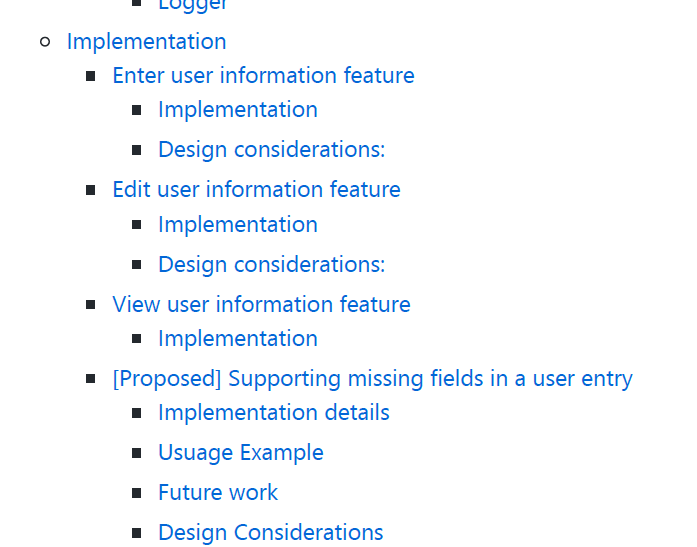 Logger
Implementation
Enter user information feature
Implementation
Design considerations:
Edit user information feature
Implementation
Design considerations:
View user information feature
Implementation
[Proposed] Supporting missing fields in a user entry
Implementation details
Usuage Example
Future work
Design Considerations